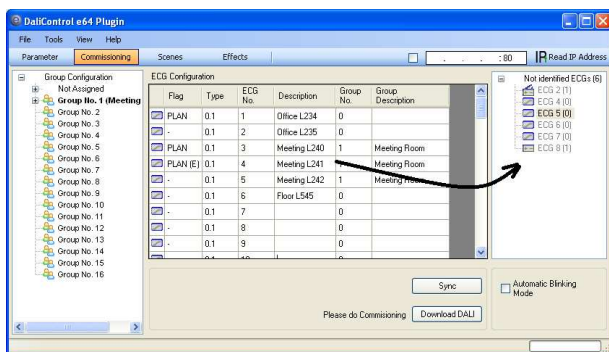 DaliControl e64 Plugin
File Tools View Help
Parameter Commissioning Scenes Effects . . . :80 IP Read IP Address
Group Configuration
Not Assigned
Group No. 1 (Meeting
Group No. 2
Group No. 3
Group No. 4
Group No. 5
Group No. 6
Group No. 7
Group No. 8
Group No. 9
Group No. 10
Group No. 11
Group No. 12
Group No. 13
Group No. 14
Group No. 15
Group No. 16
ECG Configuration
Flag Type ECG No. Description Group No. Group Description
PLAN 0.1 1 Office L234 0
- 0.1 2 Office L235 0
PLAN 0.1 3 Meeting L240 1 Meeting Room
PLAN (E) 0.1 4 Meeting L241 Meeting Room
- 0.1 5 Meeting L242 1 Meeting Room
- 0.1 6 Floor L545 0
- 0.1 7 0
- 0.1 8 0
- 0.1 9 0
Sync
Please do Commisioning Download DALI
Not identified ECGs (6)
ECG 2 (1)
ECG 4 (0)
ECG 5 (0)
ECG 6 (0)
ECG 7 (0)
ECG 8 (1)
Automatic Blinking
Mode